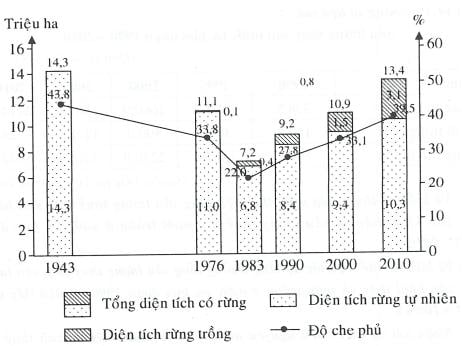 Triệu ha %
16 60
14,3 0,8 13,4
14 50
43,8 3,1
12 11,1 10,9 39,5
40
10 0,1 9,2 1,5
33,8 33,1
8 7,2 27,8 30
0,4
6 22,0 20
14,3 11,0 6,8 8,4 9,4 10,3
4
10
2
0 0
1943 1976 1983 1990 2000 2010
Tổng diện tích có rừng Diện tích rừng tự nhiên
Diện tích rừng trồng Độ che phủ